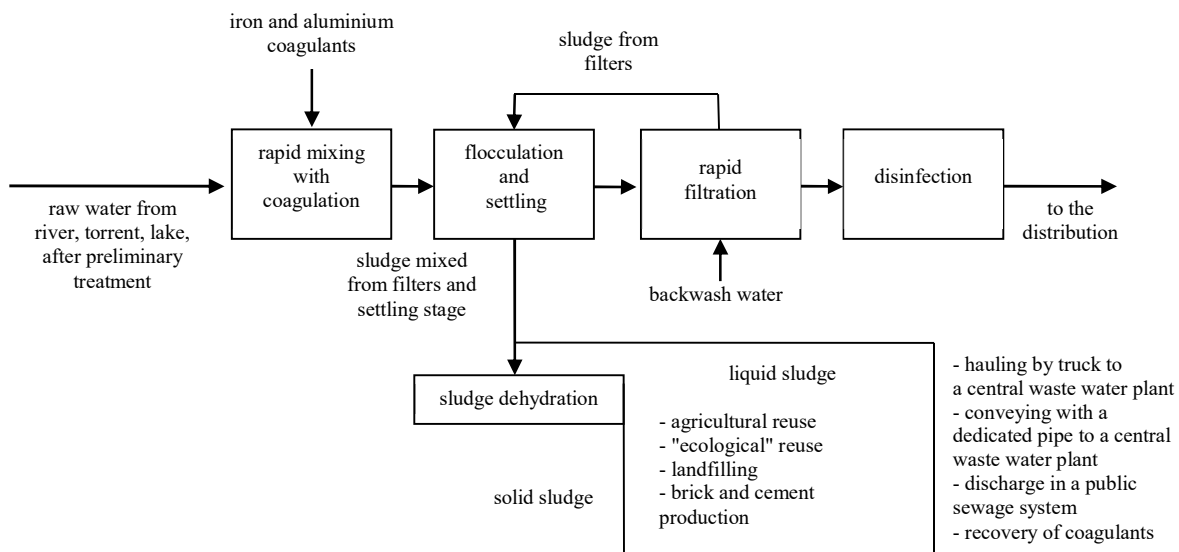 iron and aluminium
coagulants
sludge from
filters
rapid mixing
with
coagulation
flocculation
and
settling
rapid
filtration
disinfection
raw water from
river, torrent, lake,
after preliminary
treatment
to the
distribution
sludge mixed
from filters and
settling stage
backwash water
sludge dehydration
liquid sludge
solid sludge
- agricultural reuse
- "ecological" reuse
- landfilling
- brick and cement
production
- hauling by truck to
a central waste water plant
- conveying with a
dedicated pipe to a central
waste water plant
- discharge in a public
sewage system
- recovery of coagulants